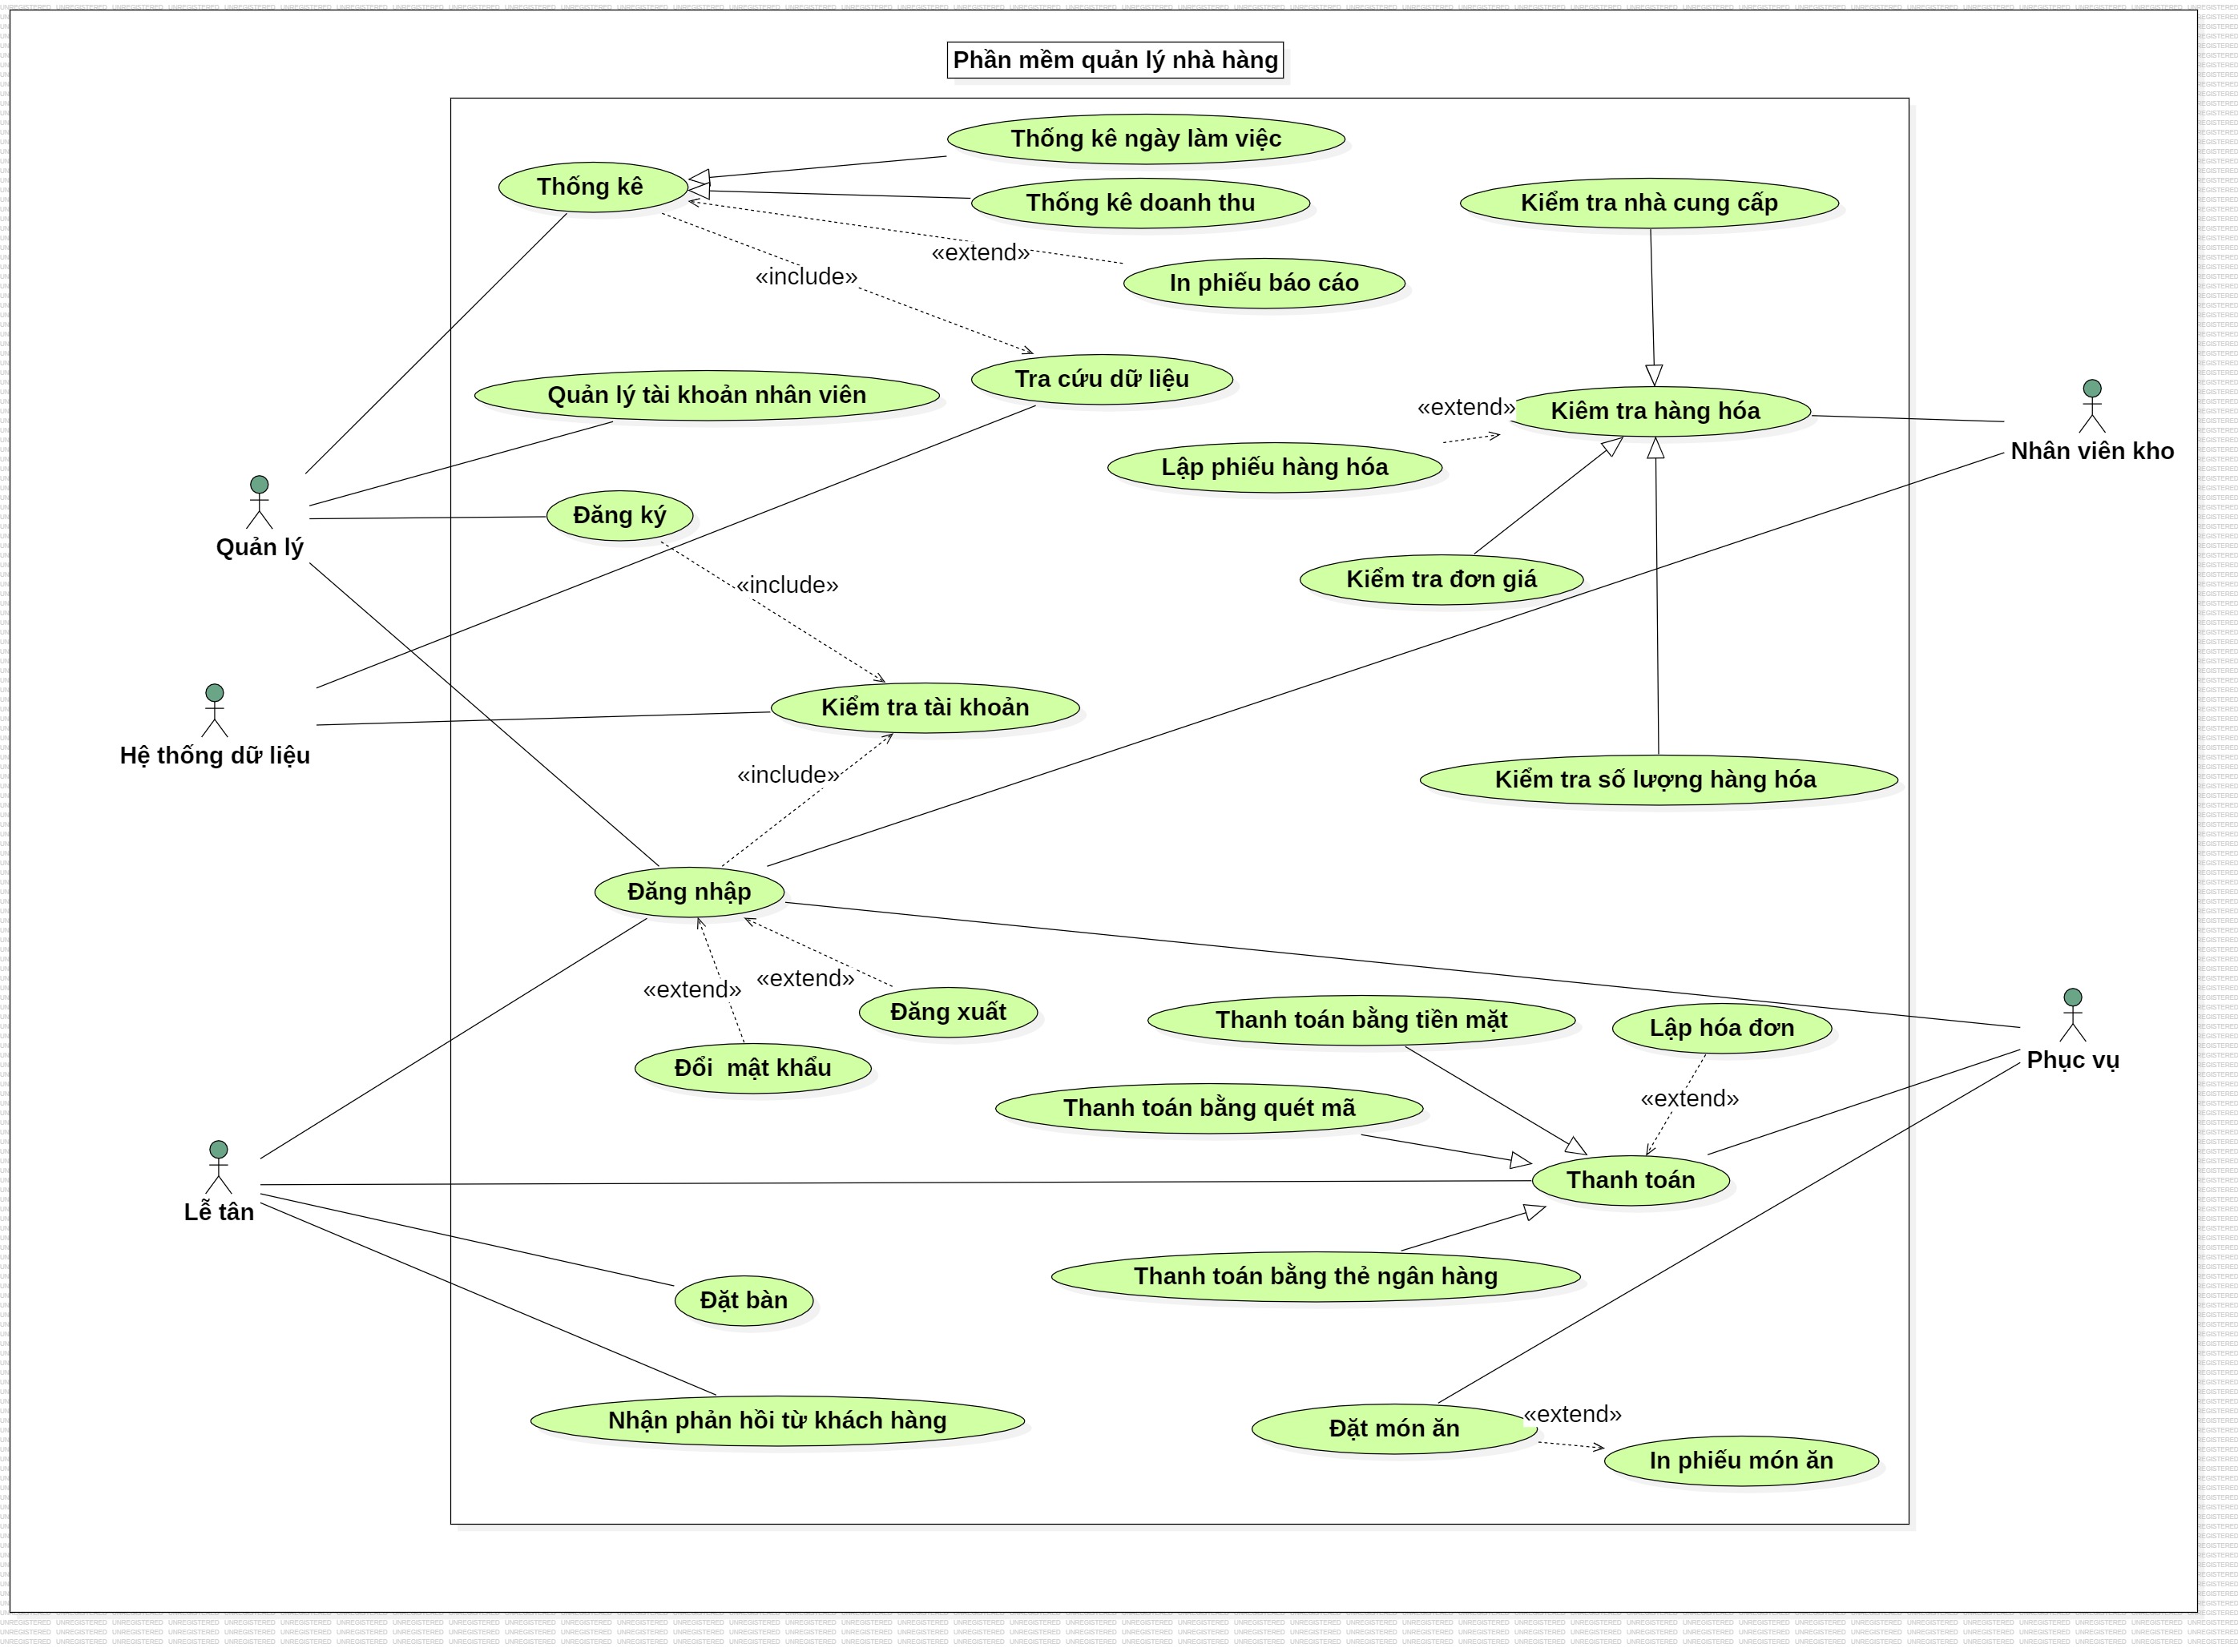 Phần mềm quản lý nhà hàng
Thống kê ngày làm việc
Thống kê
Thống kê doanh thu
Kiểm tra nhà cung cấp
«extend»
«include»
In phiếu báo cáo
Tra cứu dữ liệu
Quản lý tài khoản nhân viên
«extend»
Kiêm tra hàng hóa
Nhân viên kho
Lập phiếu hàng hóa
Đăng ký
Quản lý
«include»
Kiểm tra đơn giá
Kiểm tra tài khoản
Hệ thống dữ liệu
«include»
Kiểm tra số lượng hàng hóa
Đăng nhập
«extend»
«extend»
Đăng xuất
Thanh toán bằng tiền mặt
Lập hóa đơn
Phục vụ
Đổi  mật khẩu
«extend»
Thanh toán bằng quét mã
Thanh toán
Lễ tân
Thanh toán bằng thẻ ngân hàng
Đặt bàn
Nhận phản hồi từ khách hàng
«extend»
Đặt món ăn
In phiếu món ăn
UNREGISTERED